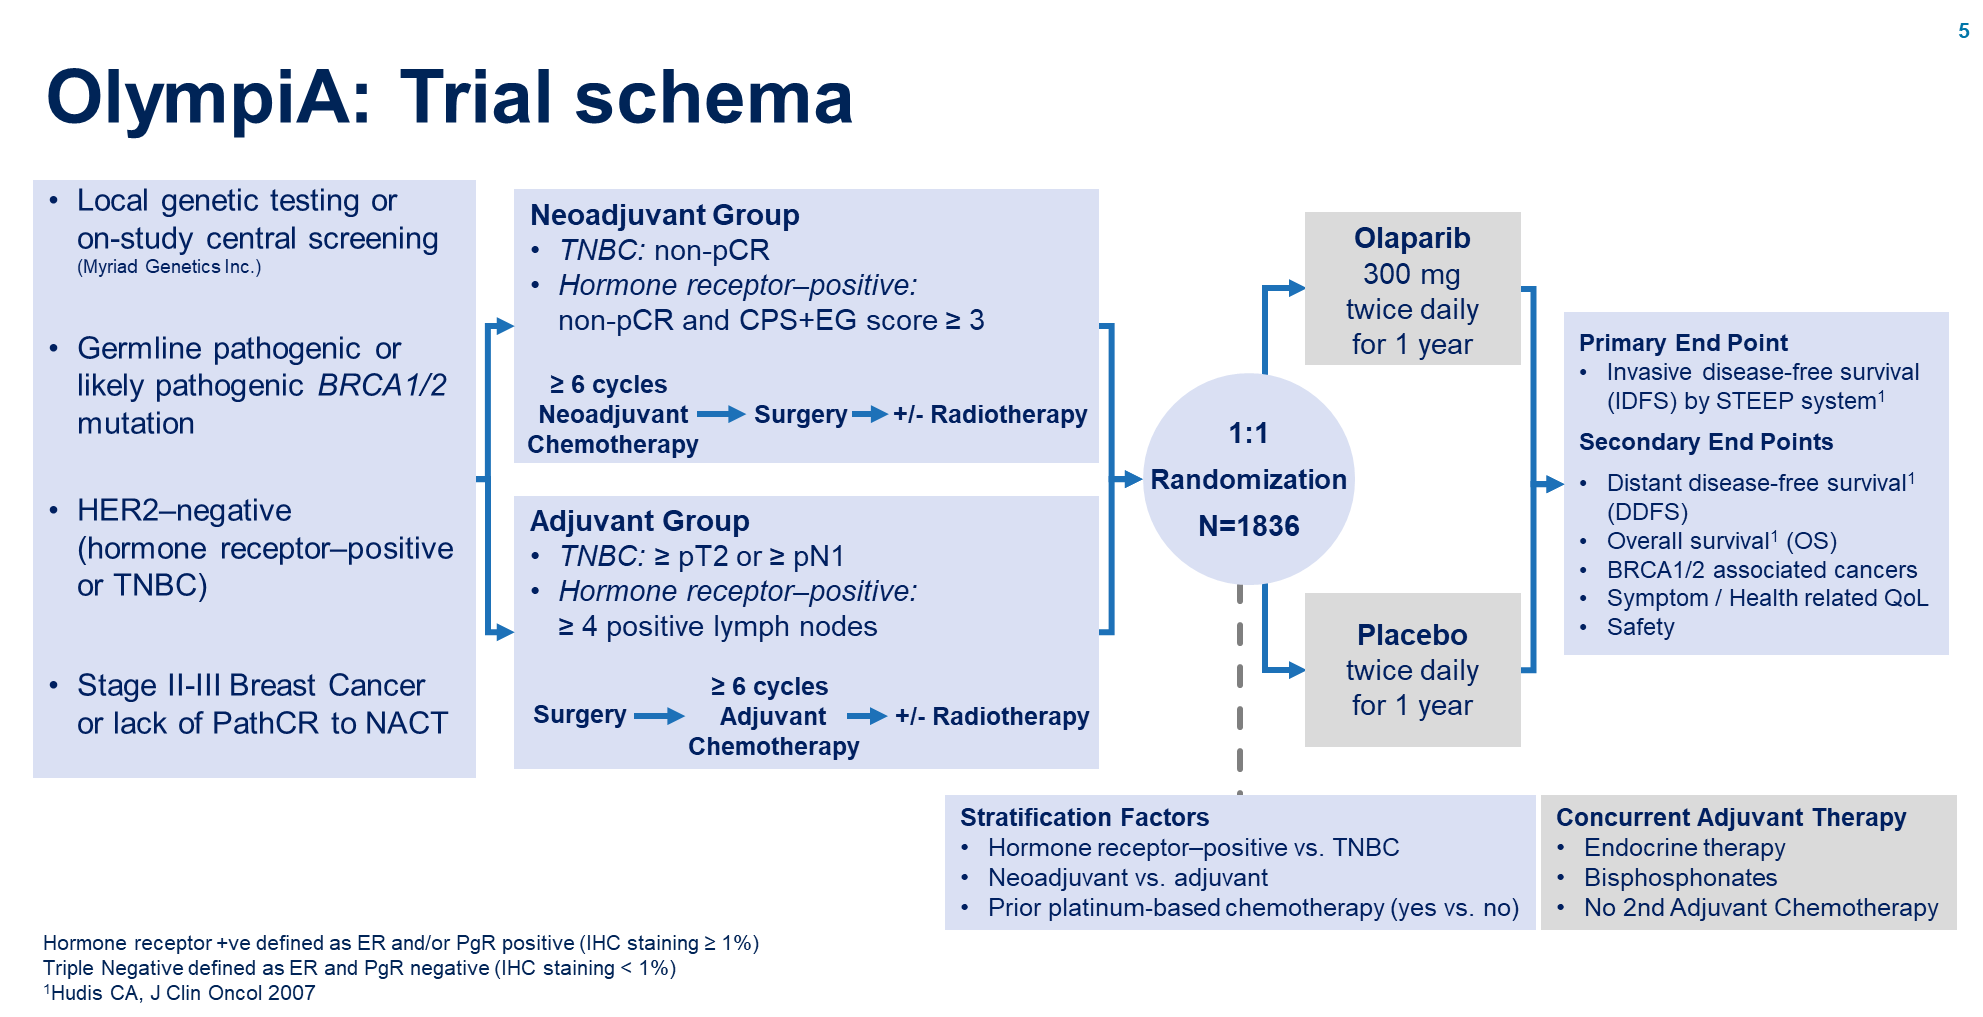 5
OlympiA: Trial schema
• Local genetic testing or
on-study central screening
(Myriad Genetics Inc.)
• Germline pathogenic or
likely pathogenic BRCA1/2
mutation
• HER2–negative
(hormone receptor–positive
or TNBC)
• Stage II-III Breast Cancer
or lack of PathCR to NACT
Neoadjuvant Group
• TNBC: non-pCR
• Hormone receptor–positive:
non-pCR and CPS+EG score ≥ 3
≥ 6 cycles
Neoadjuvant
Chemotherapy
Surgery
+/- Radiotherapy
Adjuvant Group
• TNBC: ≥ pT2 or ≥ pN1
• Hormone receptor–positive:
≥ 4 positive lymph nodes
Surgery
≥ 6 cycles
Adjuvant
Chemotherapy
+/- Radiotherapy
1:1
Randomization
N=1836
Olaparib
300 mg
twice daily
for 1 year
Placebo
twice daily
for 1 year
Primary End Point
• Invasive disease-free survival
(IDFS) by STEEP system¹
Secondary End Points
• Distant disease-free survival¹
(DDFS)
• Overall survival¹ (OS)
• BRCA1/2 associated cancers
• Symptom / Health related QoL
• Safety
Stratification Factors
• Hormone receptor–positive vs. TNBC
• Neoadjuvant vs. adjuvant
• Prior platinum-based chemotherapy (yes vs. no)
Concurrent Adjuvant Therapy
• Endocrine therapy
• Bisphosphonates
• No 2nd Adjuvant Chemotherapy
Hormone receptor +ve defined as ER and/or PgR positive (IHC staining ≥ 1%)
Triple Negative defined as ER and PgR negative (IHC staining < 1%)
¹Hudis CA, J Clin Oncol 2007